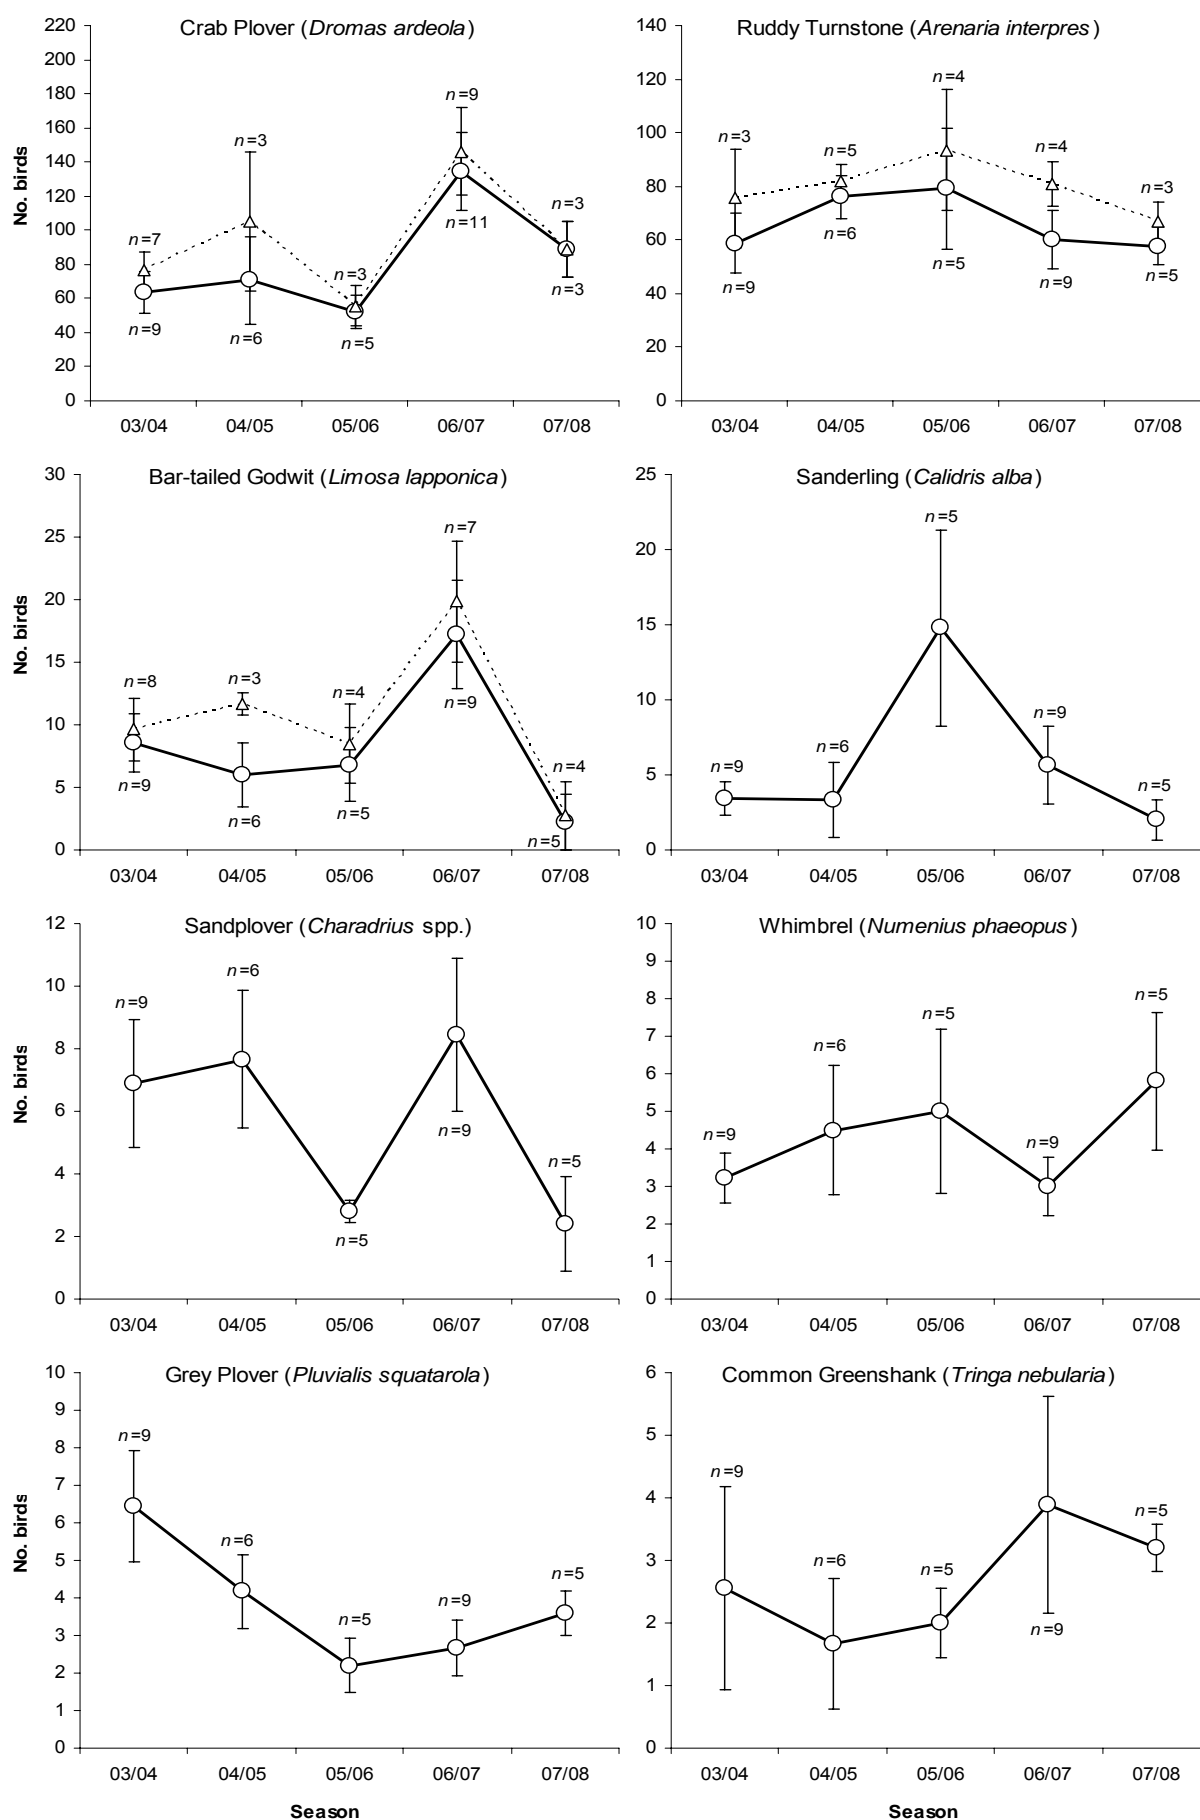 Crab Plover (Dromas ardeola)
No. birds
220
200
180
160
140
120
100
80
60
40
20
0
n=7
n=9
n=3
n=6
n=3
n=5
n=9
n=11
n=3
n=3
03/04 04/05 05/06 06/07 07/08
Ruddy Turnstone (Arenaria interpres)
140
120
100
80
60
40
20
0
n=3
n=9
n=5
n=6
n=4
n=5
n=4
n=9
n=3
n=5
03/04 04/05 05/06 06/07 07/08
Bar-tailed Godwit (Limosa lapponica)
No. birds
30
25
20
15
10
5
0
n=8
n=9
n=3
n=6
n=4
n=5
n=7
n=9
n=4
n=5
03/04 04/05 05/06 06/07 07/08
Sanderling (Calidris alba)
25
20
15
10
5
0
n=9
n=6
n=5
n=9
n=5
03/04 04/05 05/06 06/07 07/08
Sandplover (Charadrius spp.)
No. birds
12
10
8
6
4
2
0
n=9
n=6
n=5
n=9
n=5
03/04 04/05 05/06 06/07 07/08
Whimbrel (Numenius phaeopus)
10
9
8
7
6
5
4
3
2
1
0
n=9
n=6
n=5
n=9
n=5
03/04 04/05 05/06 06/07 07/08
Grey Plover (Pluvialis squatarola)
No. birds
10
9
8
7
6
5
4
3
2
1
0
n=9
n=6
n=5
n=9
n=5
03/04 04/05 05/06 06/07 07/08
Season
Common Greenshank (Tringa nebularia)
6
5
4
3
2
1
0
n=9
n=6
n=5
n=9
n=5
03/04 04/05 05/06 06/07 07/08
Season